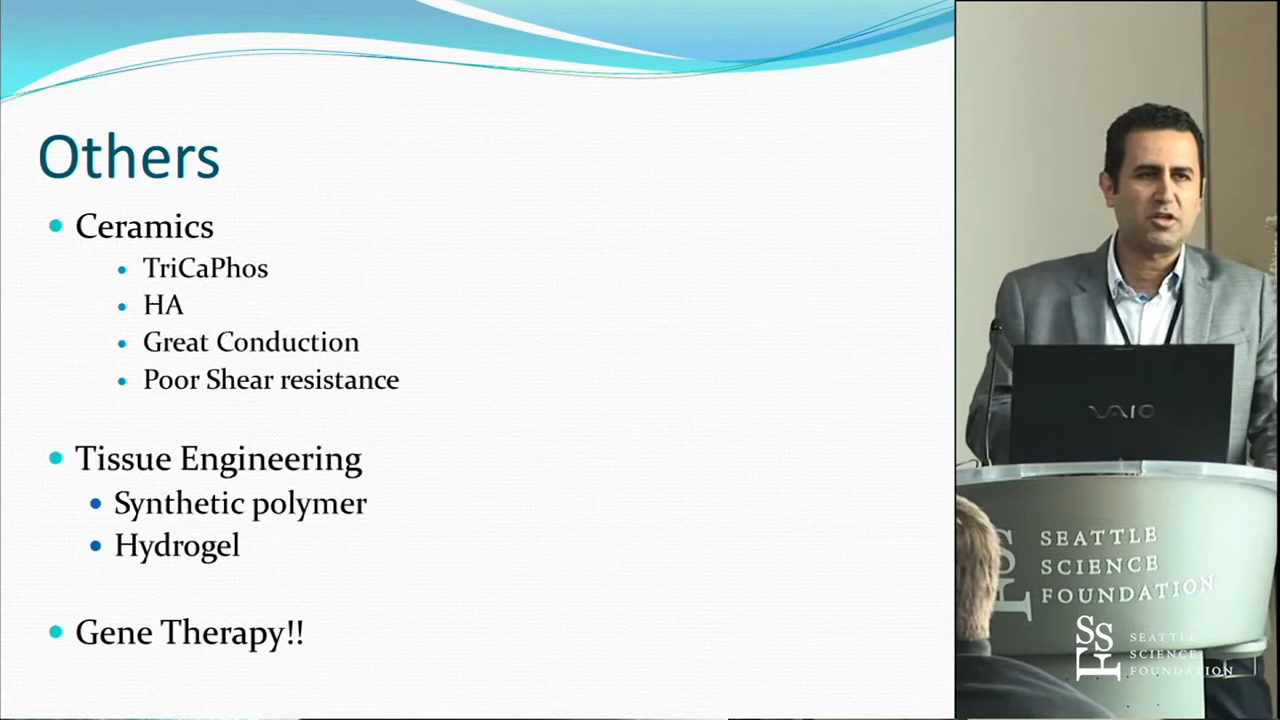 Others
Ceramics
TriCaPhos
HA
Great Conduction
Poor Shear resistance
Tissue Engineering
Synthetic polymer
Hydrogel
Gene Therapy!!
VAIO
SEATTLE
SCIENCE
FOUNDATION
SSF
SEATTLE
SCIENCE
FOUNDATION